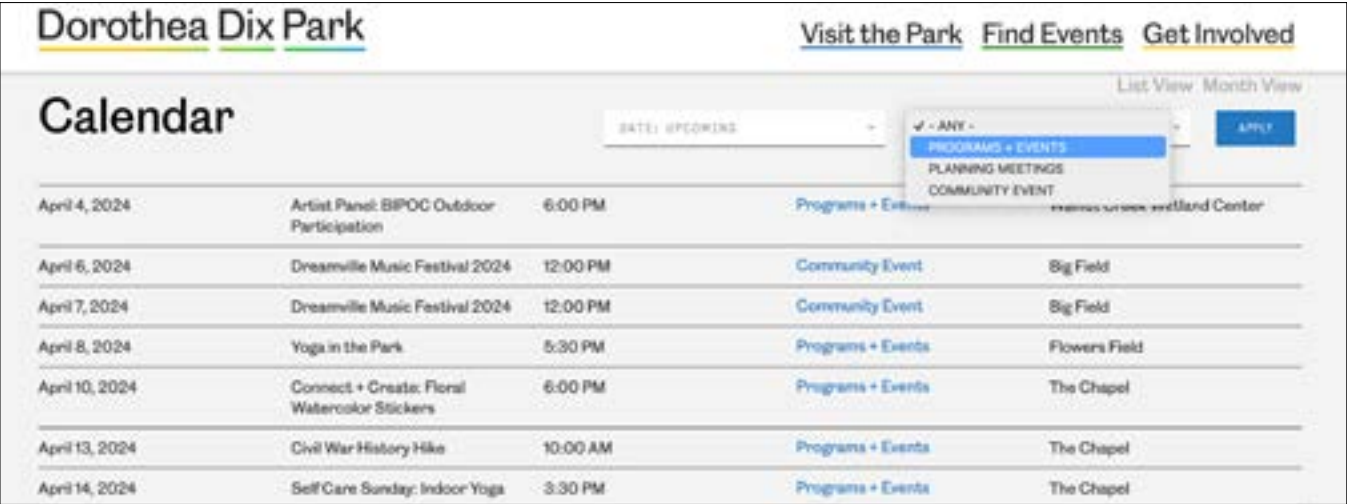 Dorothea Dix Park
Visit the Park Find Events Get Involved
List View Month View
Calendar
DATE: UPCOMING
✓ - ANY -
PROGRAMS + EVENTS
PLANNING MEETINGS
COMMUNITY EVENT
APPLY
April 4, 2024 Artist Panel: BIPOC Outdoor 6:00 PM Programs + Events Walnut Creek Wetland Center
Participation
April 6, 2024 Dreamville Music Festival 2024 12:00 PM Community Event Big Field
April 7, 2024 Dreamville Music Festival 2024 12:00 PM Community Event Big Field
April 8, 2024 Yoga in the Park 5:30 PM Programs + Events Flowers Field
April 10, 2024 Connect + Create: Floral 6:00 PM Programs + Events The Chapel
Watercolor Stickers
April 13, 2024 Civil War History Hike 10:00 AM Programs + Events The Chapel
April 14, 2024 Self Care Sunday: Indoor Yoga 3:30 PM Programs + Events The Chapel